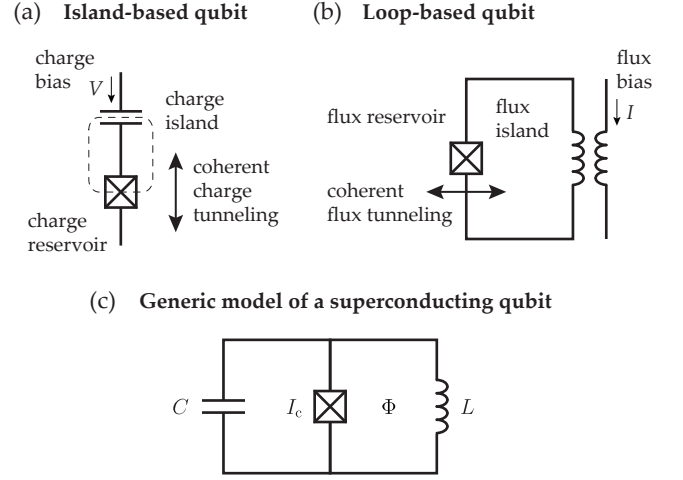 (a) Island-based qubit
charge
bias
V
charge
island
coherent
charge
tunneling
charge
reservoir
(b) Loop-based qubit
flux
bias
I
flux reservoir
flux
island
coherent
flux tunneling
(c) Generic model of a superconducting qubit
C
I_c
Φ
L